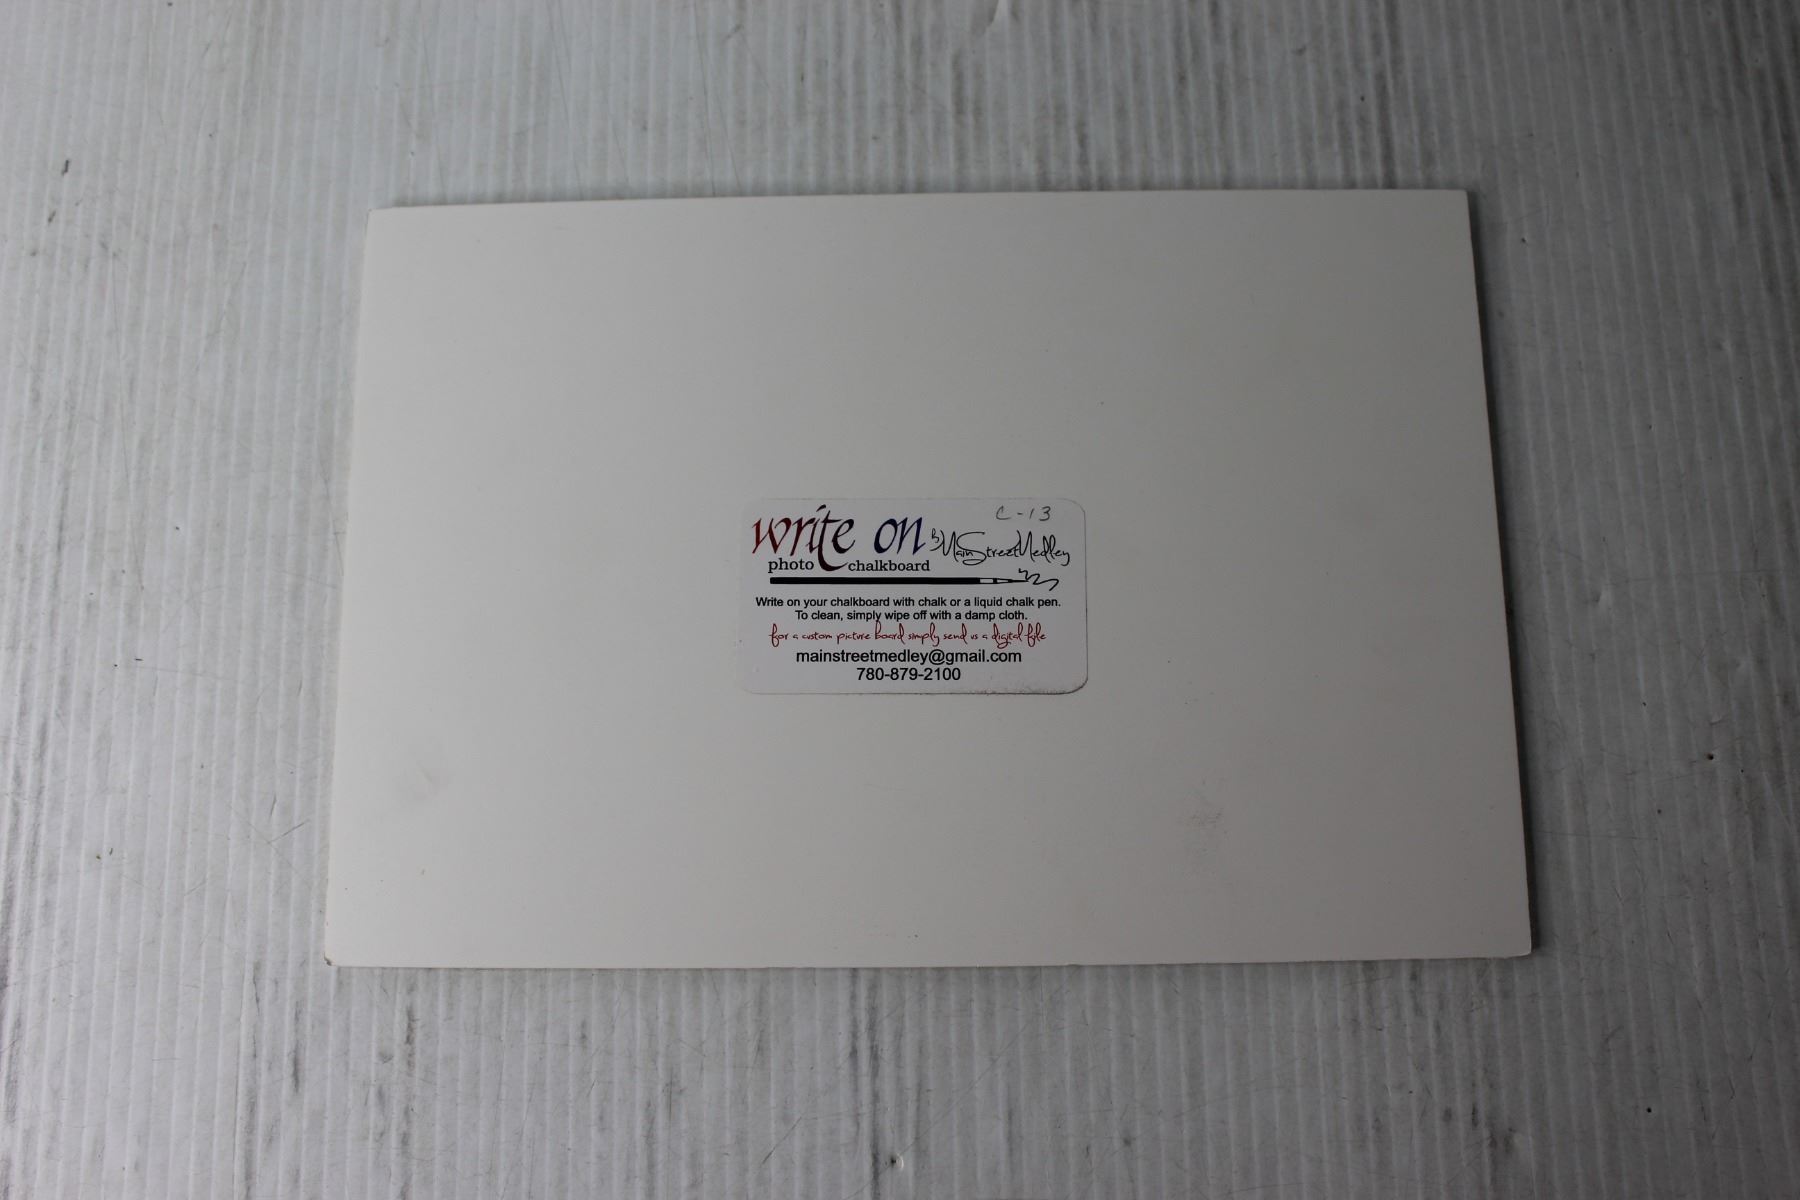 C-13
write on By MainStreetMedley
photo chalkboard
Write on your chalkboard with chalk or a liquid chalk pen.
To clean, simply wipe off with a damp cloth.
for a custom picture board simply send us a digital file
mainstreetmedley@gmail.com
780-879-2100